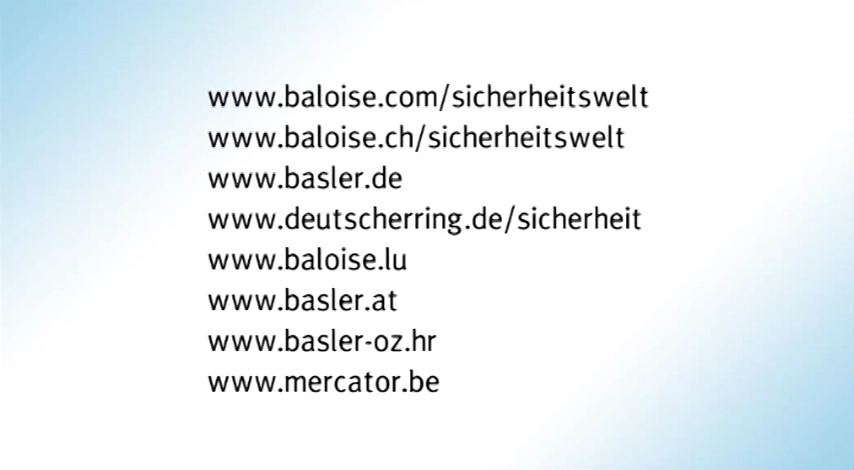 www.baloise.com/sicherheitswelt
www.baloise.ch/sicherheitswelt
www.basler.de
www.deutscherring.de/sicherheit
www.baloise.lu
www.basler.at
www.basler-oz.hr
www.mercator.be